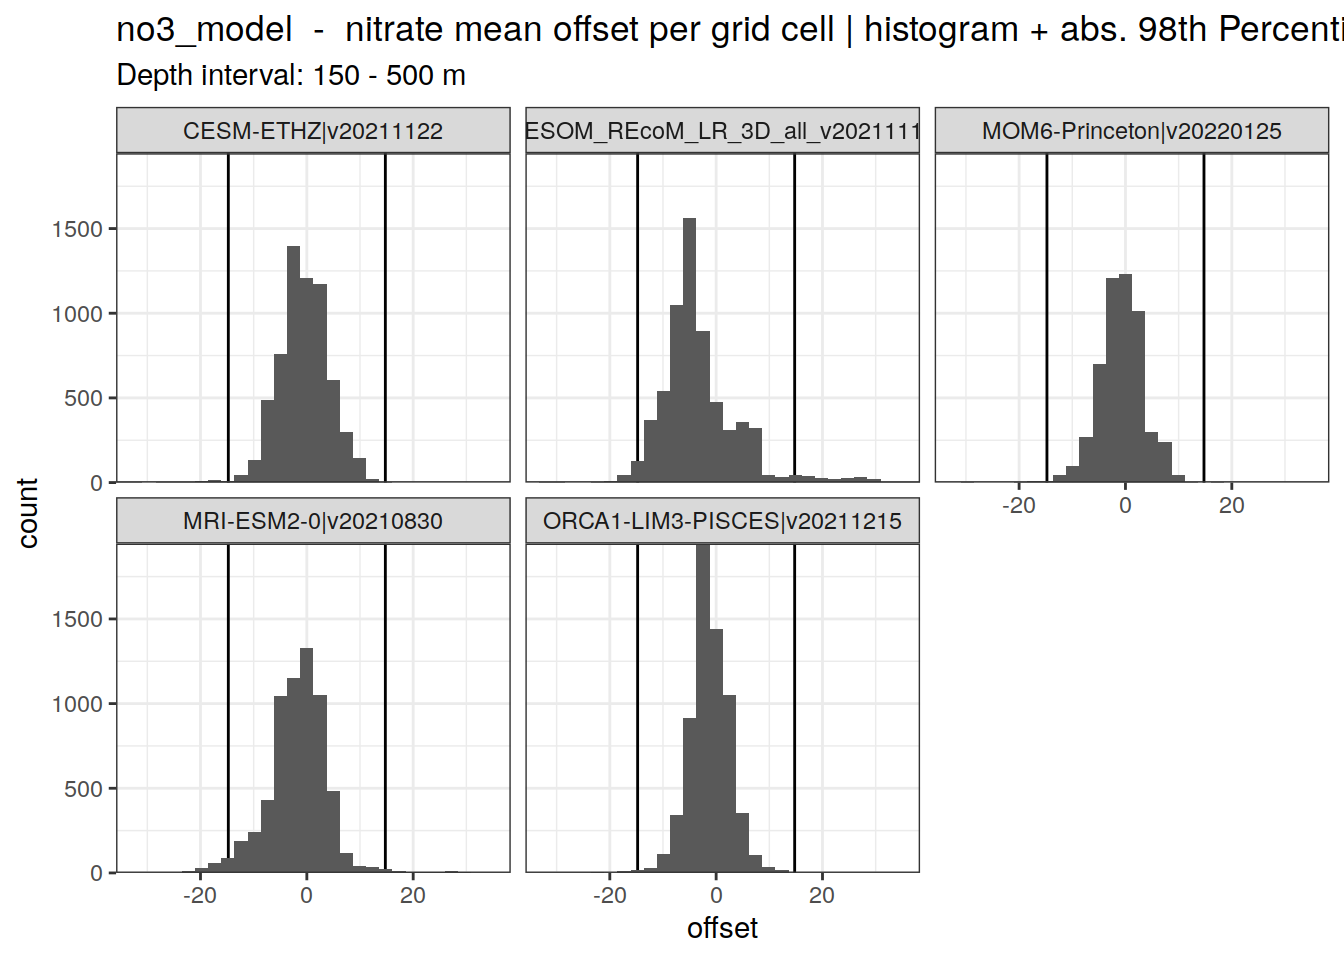 no3_model - nitrate mean offset per grid cell | histogram + abs. 98th Percenti
Depth interval: 150 - 500 m
CESM-ETHZ|v20211122
ESOM_REcoM_LR_3D_all_v2021111
MOM6-Princeton|v20220125
1500
1000
500
0
-20 0 20
MRI-ESM2-0|v20210830
ORCA1-LIM3-PISCES|v20211215
1500
1000
500
0
-20 0 20
-20 0 20
count
offset